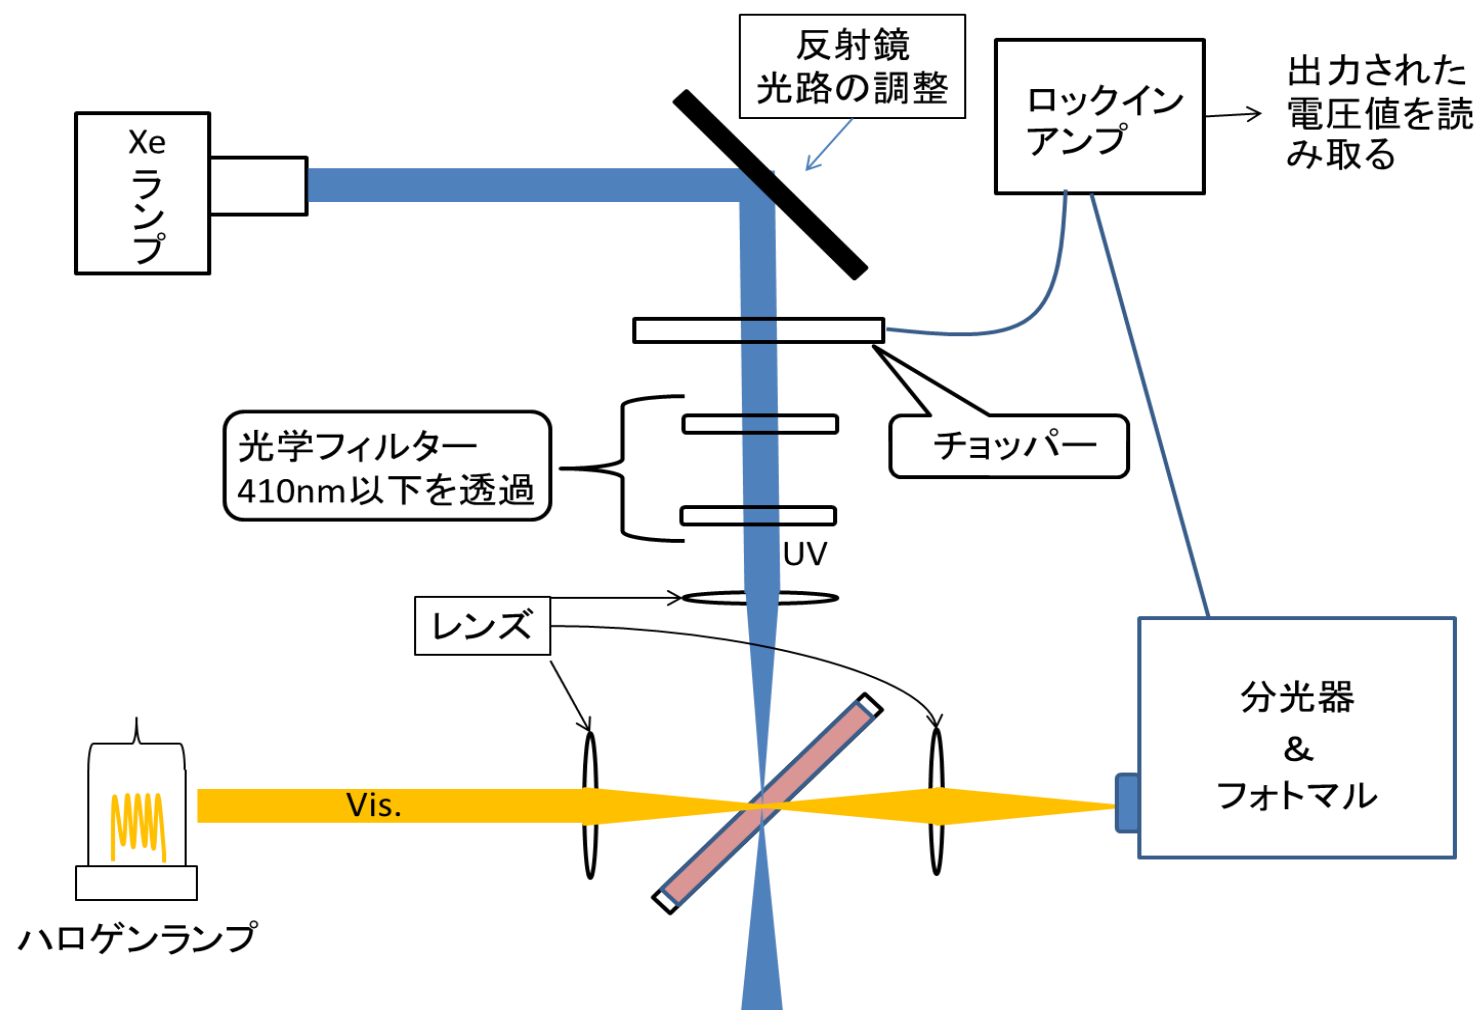 反射鏡
光路の調整
ロックイン
アンプ
出力された
電圧値を読
み取る
Xe
ランプ
光学フィルター
410nm以下を透過
チョッパー
UV
レンズ
Vis.
分光器
&
フォトマル
ハロゲンランプ